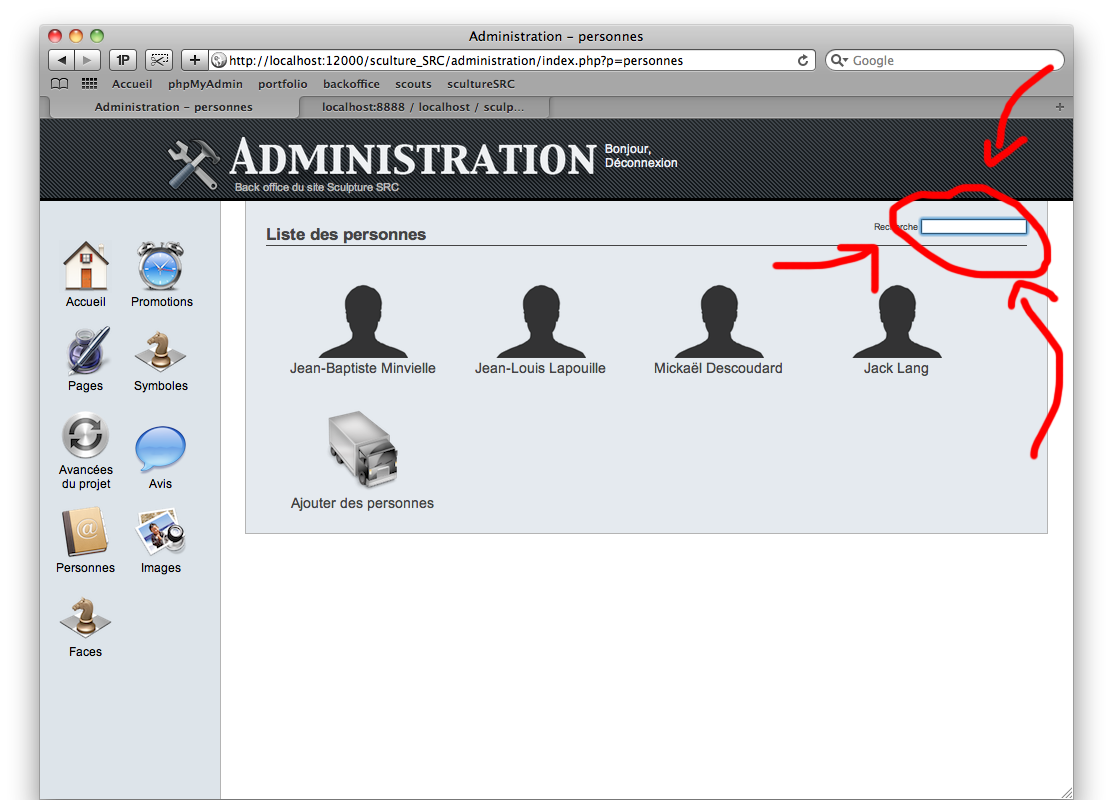 Administration – personnes
1P
+
http://localhost:12000/sculture_SRC/administration/index.php?p=personnes
Google
Accueil phpMyAdmin portfolio backoffice scouts scultureSRC
Administration – personnes
localhost:8888 / localhost / sculp...
+
ADMINISTRATION
Bonjour,
Déconnexion
Back office du site Sculpture SRC
Liste des personnes
Recherche
Accueil
Promotions
Pages
Symboles
Avancées
du projet
Avis
Personnes
Images
Faces
Jean-Baptiste Minvielle
Jean-Louis Lapouille
Mickaël Descoudard
Jack Lang
Ajouter des personnes